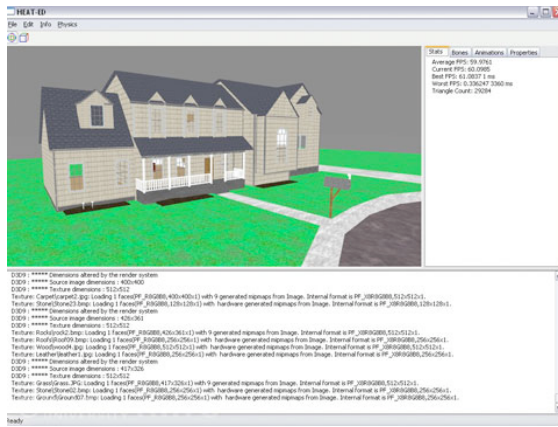 MEAT-ED
File Edit Info Physics
Stats Bones Animations Properties
Average FPS: 59.9761
Current FPS: 60.0985
Best FPS: 61.0837 1 ms
Worst FPS: 0.336247 3360 ms
Triangle Count: 29284
D3D9 : ***** Dimensions altered by the render system
D3D9 : ***** Source image dimensions : 400x400
D3D9 : ***** Texture dimensions : 512x512
Texture: Carpet\carpet2.jpg: Loading 1 faces(PF_R8G8B8,400x400x1) with 9 generated mipmaps from Image. Internal format is PF_X8R8G8B8,512x512x1.
Texture: Stone\Stone23.bmp: Loading 1 faces(PF_R8G8B8,128x128x1) with hardware generated mipmaps from Image. Internal format is PF_X8R8G8B8,128x128x1.
D3D9 : ***** Dimensions altered by the render system
D3D9 : ***** Source image dimensions : 426x361
D3D9 : ***** Texture dimensions : 512x512
Texture: Rocks\rock2.bmp: Loading 1 faces(PF_R8G8B8,426x361x1) with 9 generated mipmaps from Image. Internal format is PF_X8R8G8B8,512x512x1.
Texture: Roofs\Roof09.bmp: Loading 1 faces(PF_R8G8B8,256x256x1) with hardware generated mipmaps from Image. Internal format is PF_X8R8G8B8,256x256x1.
Texture: Wood\wood4.jpg: Loading 1 faces(PF_R8G8B8,256x256x1) with hardware generated mipmaps from Image. Internal format is PF_X8R8G8B8,256x256x1.
Texture: Leather\leather1.jpg: Loading 1 faces(PF_R8G8B8,256x256x1) with hardware generated mipmaps from Image. Internal format is PF_X8R8G8B8,256x256x1.
D3D9 : ***** Dimensions altered by the render system
D3D9 : ***** Source image dimensions : 417x326
D3D9 : ***** Texture dimensions : 512x512
Texture: Grass\Grass.JPG: Loading 1 faces(PF_R8G8B8,417x326x1) with 9 generated mipmaps from Image. Internal format is PF_X8R8G8B8,512x512x1.
Texture: Stone\Stone02.bmp: Loading 1 faces(PF_R8G8B8,256x256x1) with hardware generated mipmaps from Image. Internal format is PF_X8R8G8B8,256x256x1.
Texture: Ground\Ground07.bmp: Loading 1 faces(PF_R8G8B8,256x256x1) with hardware generated mipmaps from Image. Internal format is PF_X8R8G8B8,256x256x1.
Ready